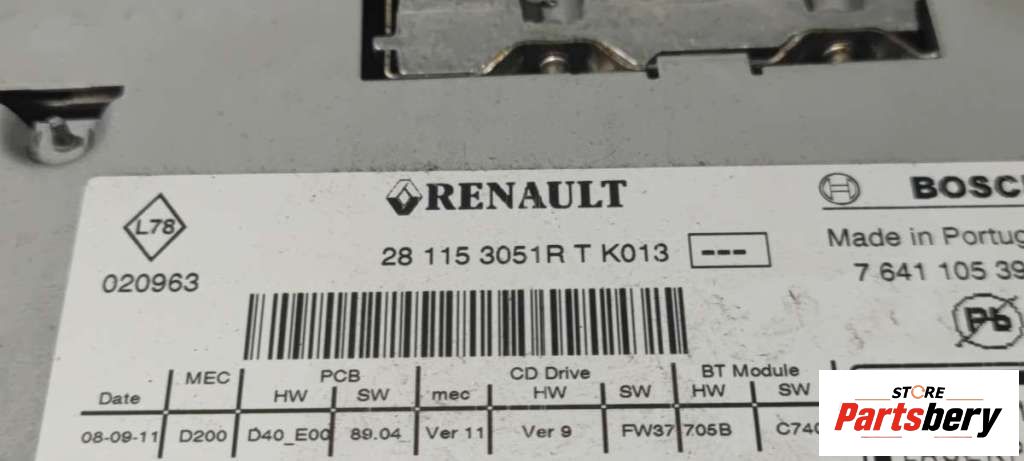 RENAULT
BOSCH
L78
28 115 3051R T K013 ---
Made in Portug
020963
7 641 105 39
Pb
MEC PCB CD Drive BT Module
Date HW SW mec HW SW HW SW
08-09-11 D200 D40_E00 89.04 Ver 11 Ver 9 FW37 705B C740
STORE
Partsbery